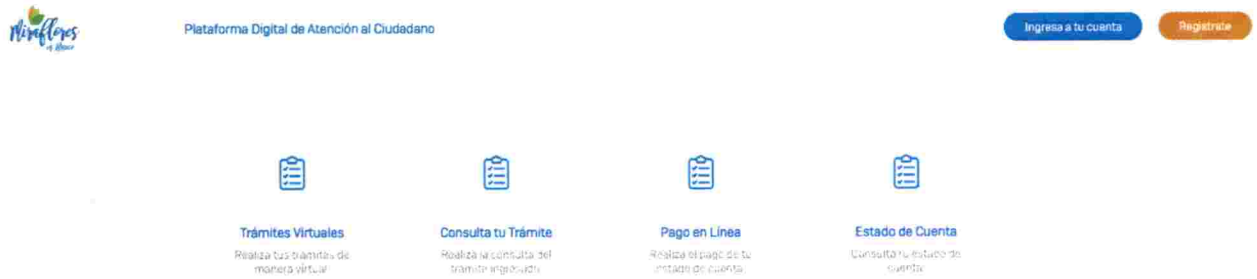 Miraflores
Plataforma Digital de Atención al Ciudadano
Ingresa a tu cuenta
Registrate
Trámites Virtuales
Realiza tus trámites de
manera virtual
Consulta tu Trámite
Realiza la consulta del
trámite ingresado
Pago en Línea
Realiza el pago de tu
estado de cuenta
Estado de Cuenta
Consulta tu estado de
cuenta